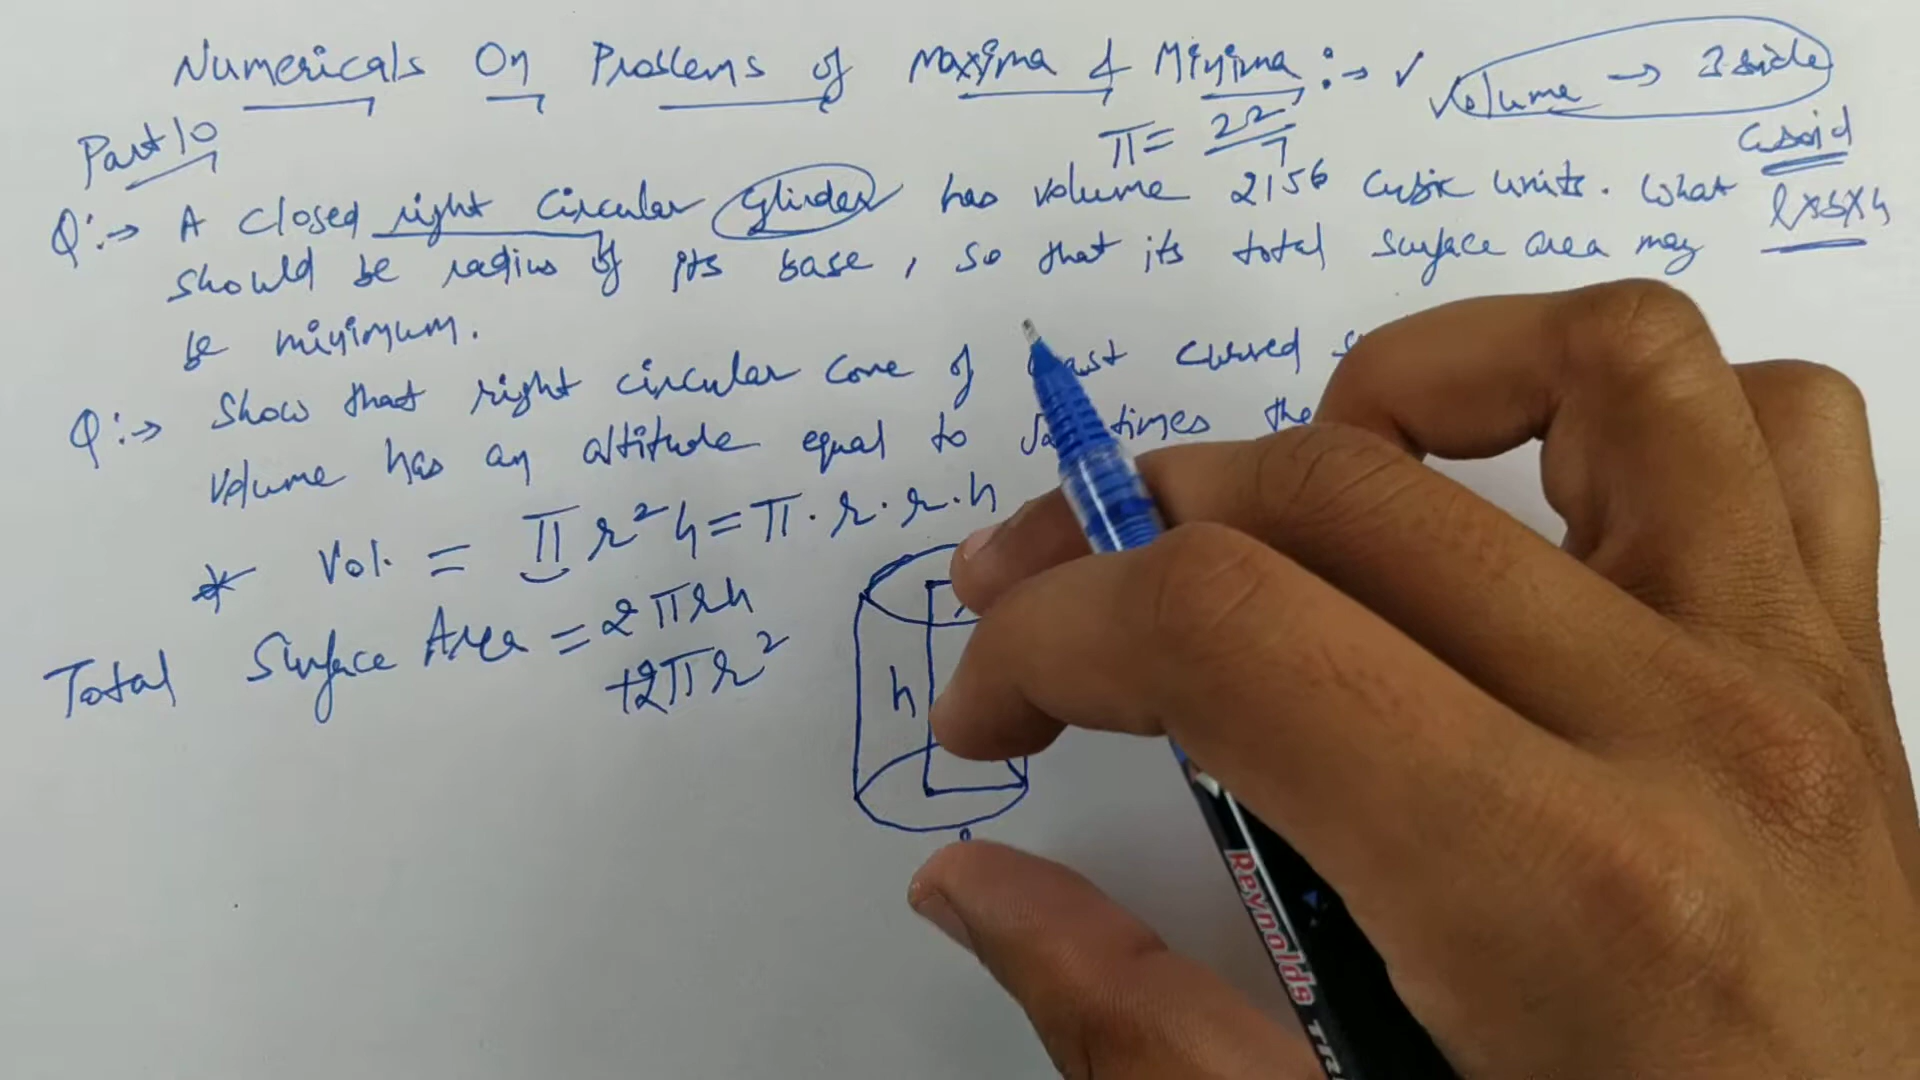 Numericals On Problems of Maxima & Minima :→ ✓
Volume → 3 side
Part 10
π = 22/7
Cuboid
l×b×h
Q:→ A closed right circular cylinder has volume 2156 cubic units. What
should be radius of its base, so that its total surface area may
be minimum.
Q:→ Show that right circular cone of least curved
volume has an altitude equal to times the
* Vol. = πr²h = π·r·r·h
Total Surface Area = 2πrh
+2πr²
h
Reynolds